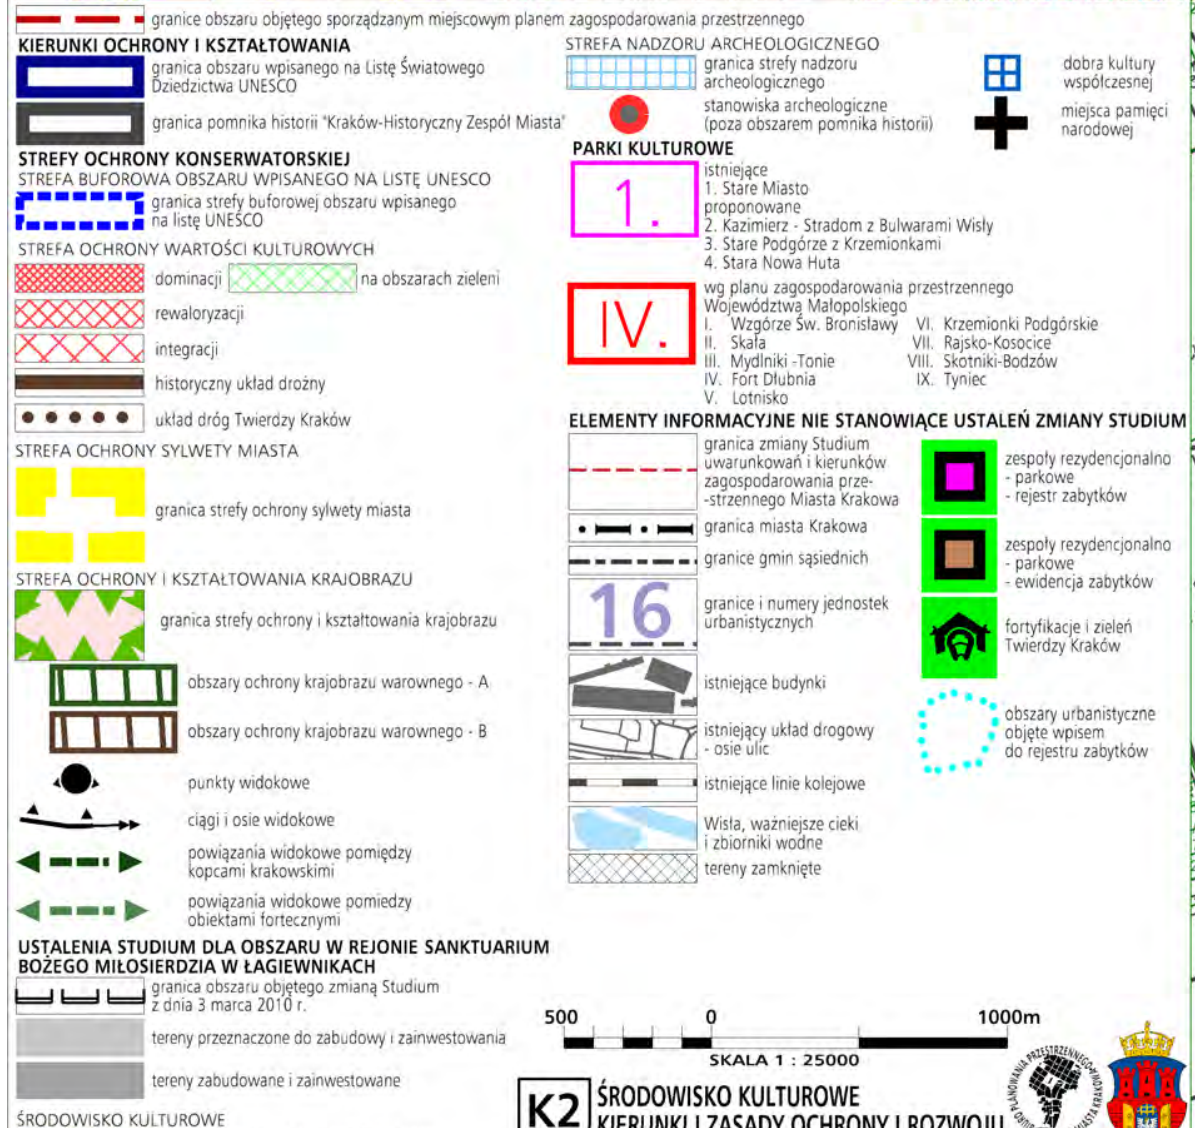 granice obszaru objętego sporządzanym miejscowym planem zagospodarowania przestrzennego
KIERUNKI OCHRONY I KSZTAŁTOWANIA
granica obszaru wpisanego na Listę Światowego
Dziedzictwa UNESCO
granica pomnika historii "Kraków-Historyczny Zespół Miasta"
STREFY OCHRONY KONSERWATORSKIEJ
STREFA BUFOROWA OBSZARU WPISANEGO NA LISTĘ UNESCO
granica strefy buforowej obszaru wpisanego
na listę UNESCO
STREFA OCHRONY WARTOŚCI KULTUROWYCH
dominacji
na obszarach zieleni
rewaloryzacji
integracji
historyczny układ drożny
układ dróg Twierdzy Kraków
STREFA OCHRONY SYLWETY MIASTA
granica strefy ochrony sylwety miasta
STREFA OCHRONY I KSZTAŁTOWANIA KRAJOBRAZU
granica strefy ochrony i kształtowania krajobrazu
obszary ochrony krajobrazu warownego - A
obszary ochrony krajobrazu warownego - B
punkty widokowe
ciągi i osie widokowe
powiązania widokowe pomiędzy
kopcami krakowskimi
powiązania widokowe pomiedzy
obiektami fortecznymi
USTALENIA STUDIUM DLA OBSZARU W REJONIE SANKTUARIUM
BOŻEGO MIŁOSIERDZIA W ŁAGIEWNIKACH
granica obszaru objętego zmianą Studium
z dnia 3 marca 2010 r.
tereny przeznaczone do zabudowy i zainwestowania
tereny zabudowane i zainwestowane
ŚRODOWISKO KULTUROWE
STREFA NADZORU ARCHEOLOGICZNEGO
granica strefy nadzoru
archeologicznego
stanowiska archeologiczne
(poza obszarem pomnika historii)
dobra kultury
współczesnej
miejsca pamięci
narodowej
PARKI KULTUROWE
1.
istniejące
1. Stare Miasto
proponowane
2. Kazimierz - Stradom z Bulwarami Wisły
3. Stare Podgórze z Krzemionkami
4. Stara Nowa Huta
IV.
wg planu zagospodarowania przestrzennego
Województwa Małopolskiego
I. Wzgórze Św. Bronisławy
II. Skała
III. Mydlniki -Tonie
IV. Fort Dłubnia
V. Lotnisko
VI. Krzemionki Podgórskie
VII. Rajsko-Kosocice
VIII. Skotniki-Bodzów
IX. Tyniec
ELEMENTY INFORMACYJNE NIE STANOWIĄCE USTALEŃ ZMIANY STUDIUM
granica zmiany Studium
uwarunkowań i kierunków
zagospodarowania prze-
-strzennego Miasta Krakowa
granica miasta Krakowa
granice gmin sąsiednich
16
granice i numery jednostek
urbanistycznych
istniejące budynki
istniejący układ drogowy
- osie ulic
istniejące linie kolejowe
Wisła, ważniejsze cieki
i zbiorniki wodne
tereny zamknięte
zespoły rezydencjonalno
- parkowe
- rejestr zabytków
zespoły rezydencjonalno
- parkowe
- ewidencja zabytków
fortyfikacje i zieleń
Twierdzy Kraków
obszary urbanistyczne
objęte wpisem
do rejestru zabytków
500 0 1000m
SKALA 1 : 25000
K2
ŚRODOWISKO KULTUROWE
KIERUNKI I ZASADY OCHRONY I ROZWOJU
BIURO PLANOWANIA PRZESTRZENNEGO
MIASTA KRAKOWA